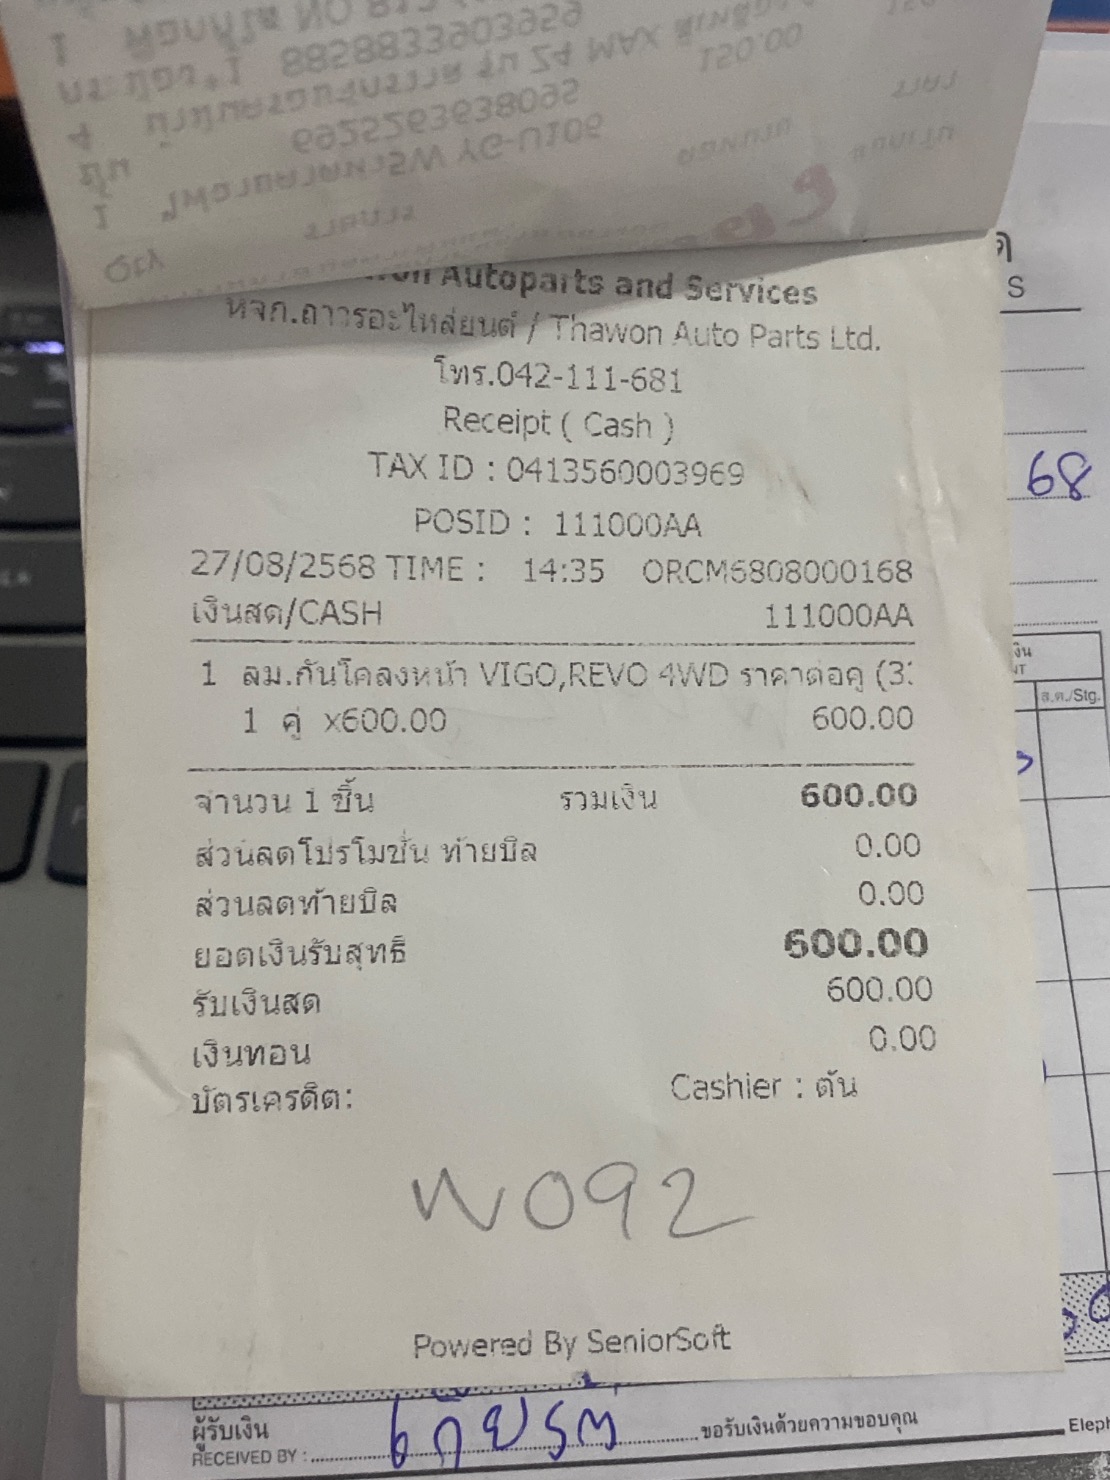 Autoparts and Services
หจก.ถาวรอะไหล่ยนต์ / Thawon Auto Parts Ltd.
โทร.042-111-681
Receipt ( Cash )
TAX ID : 0413560003969
POSID : 111000AA
27/08/2568 TIME : 14:35 ORCM6808000168
เงินสด/CASH 111000AA
1 ลม.กันโคลงหน้า VIGO,REVO 4WD ราคาต่อคู่ (3
1 คู่ x600.00 600.00
จำนวน 1 ชิ้น รวมเงิน 600.00
ส่วนลดโปรโมชั่น ท้ายบิล 0.00
ส่วนลดท้ายบิล 0.00
ยอดเงินรับสุทธิ์ 600.00
รับเงินสด 600.00
เงินทอน 0.00
บัตรเครดิต: Cashier : ต้น
N092
Powered By SeniorSoft
68
ส.ต./Stg.
ผู้รับเงิน ขอรับเงินด้วยความขอบคุณ
RECEIVED BY : Eleph